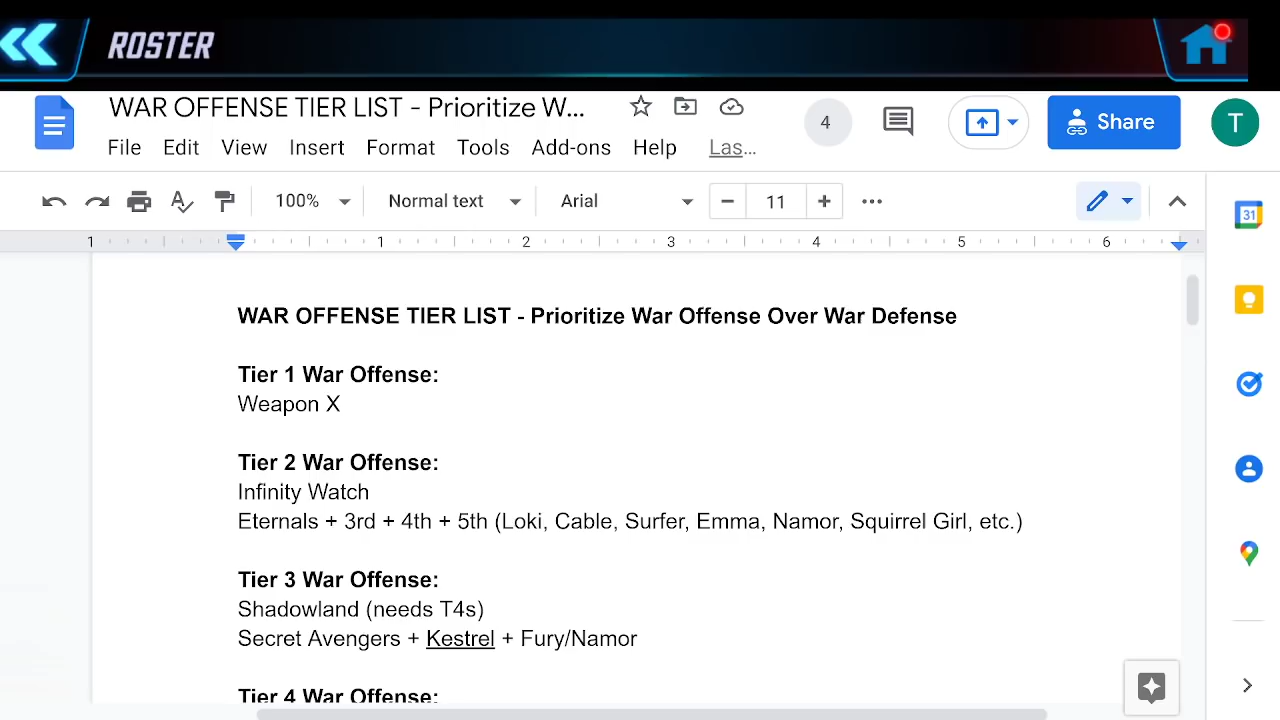 ROSTER
WAR OFFENSE TIER LIST - Prioritize W...
4
Share
T
File Edit View Insert Format Tools Add-ons Help Las...
100% Normal text Arial 11
31
1 1 2 3 4 5 6
WAR OFFENSE TIER LIST - Prioritize War Offense Over War Defense
Tier 1 War Offense:
Weapon X
Tier 2 War Offense:
Infinity Watch
Eternals + 3rd + 4th + 5th (Loki, Cable, Surfer, Emma, Namor, Squirrel Girl, etc.)
Tier 3 War Offense:
Shadowland (needs T4s)
Secret Avengers + Kestrel + Fury/Namor
Tier 4 War Offense: